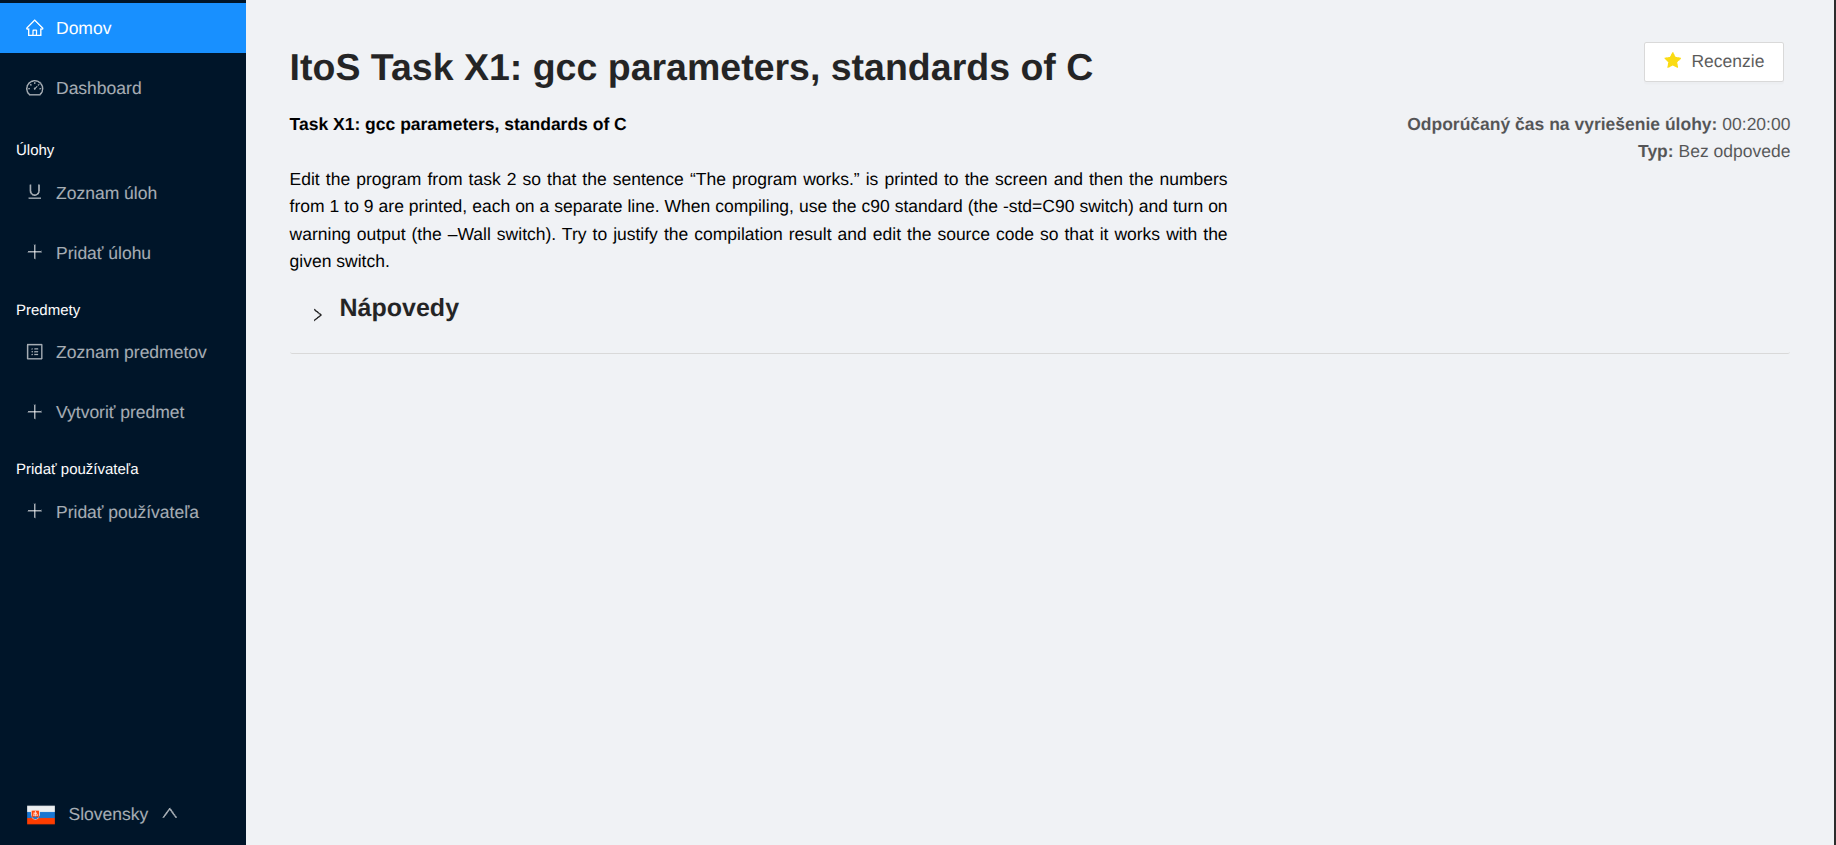 Domov
Dashboard
Úlohy
Zoznam úloh
Pridať úlohu
Predmety
Zoznam predmetov
Vytvoriť predmet
Pridať používateľa
Pridať používateľa
Slovensky
ItoS Task X1: gcc parameters, standards of C
Recenzie
Task X1: gcc parameters, standards of C
Odporúčaný čas na vyriešenie úlohy: 00:20:00
Typ: Bez odpovede
Edit the program from task 2 so that the sentence “The program works.” is printed to the screen and then the numbers
from 1 to 9 are printed, each on a separate line. When compiling, use the c90 standard (the -std=C90 switch) and turn on
warning output (the –Wall switch). Try to justify the compilation result and edit the source code so that it works with the
given switch.
Nápovedy